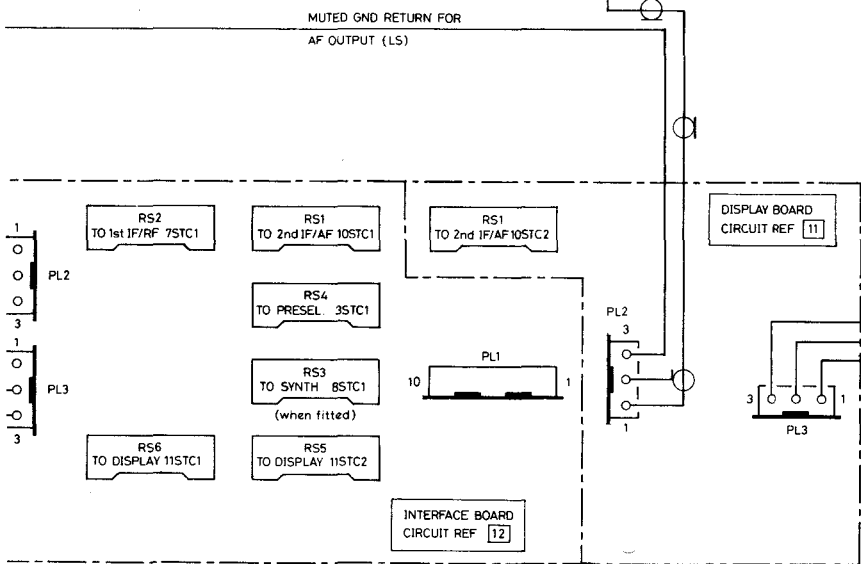 MUTED GND RETURN FOR
AF OUTPUT (LS)
DISPLAY BOARD
CIRCUIT REF 11
RS2
TO 1st IF/RF 7STC1
RS1
TO 2nd IF/AF 10STC1
RS1
TO 2nd IF/AF 10STC2
1
PL2
3
RS4
TO PRESEL. 3STC1
PL2
3
1
1
PL3
3
RS3
TO SYNTH 8STC1
(when fitted)
10
PL1
1
3
1
PL3
RS6
TO DISPLAY 11STC1
RS5
TO DISPLAY 11STC2
INTERFACE BOARD
CIRCUIT REF 12